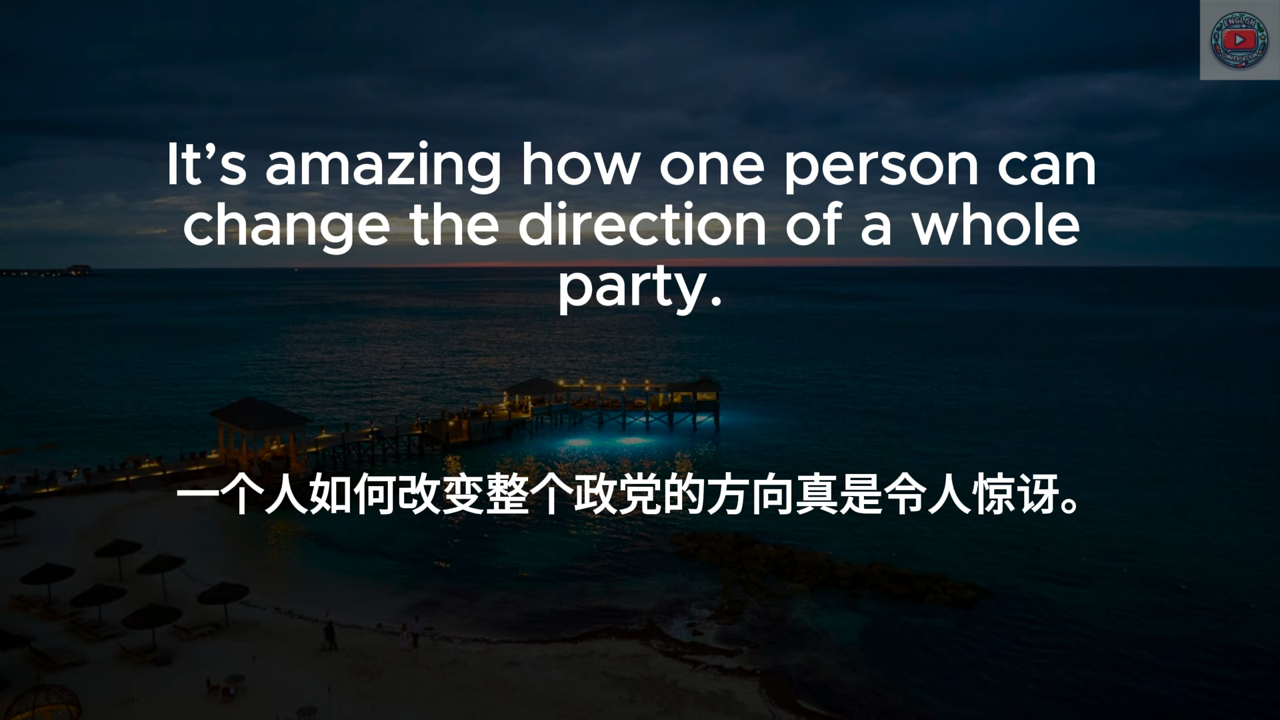 ENGLISH
It’s amazing how one person can
change the direction of a whole
party.
一个人如何改变整个政党的方向真是令人惊讶。